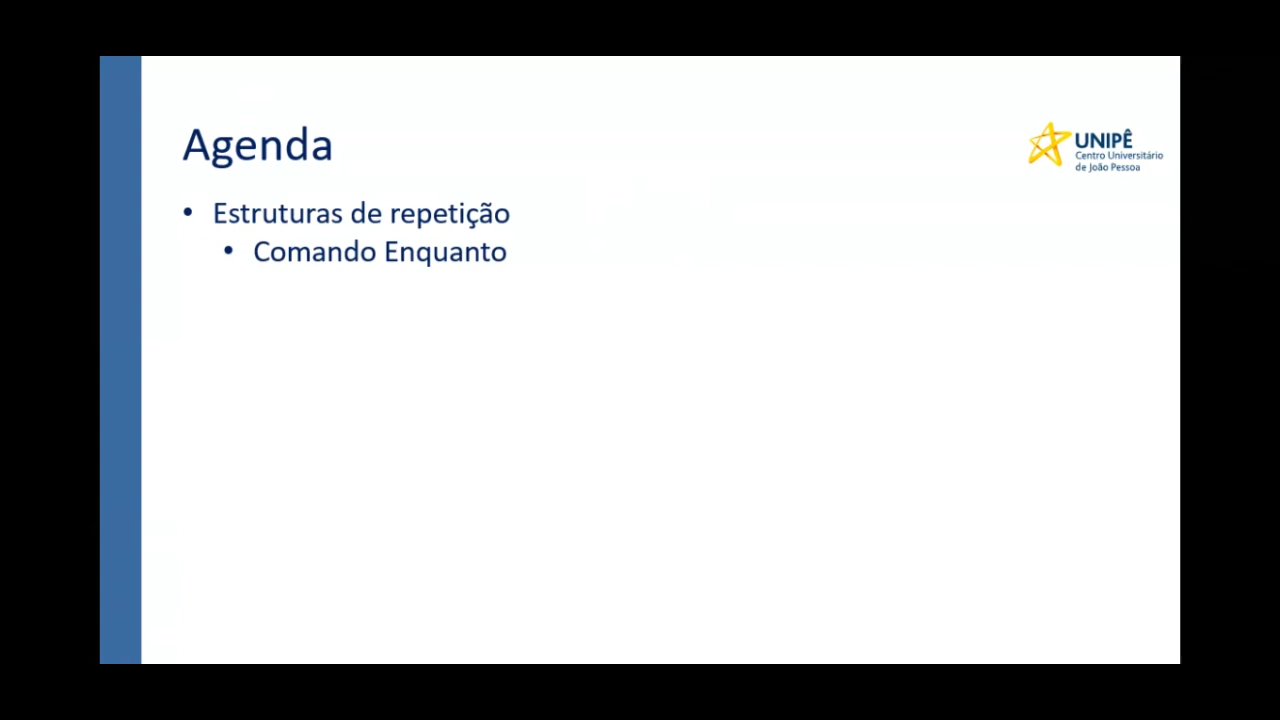 Agenda
UNIPÊ
Centro Universitário
de João Pessoa
• Estruturas de repetição
• Comando Enquanto